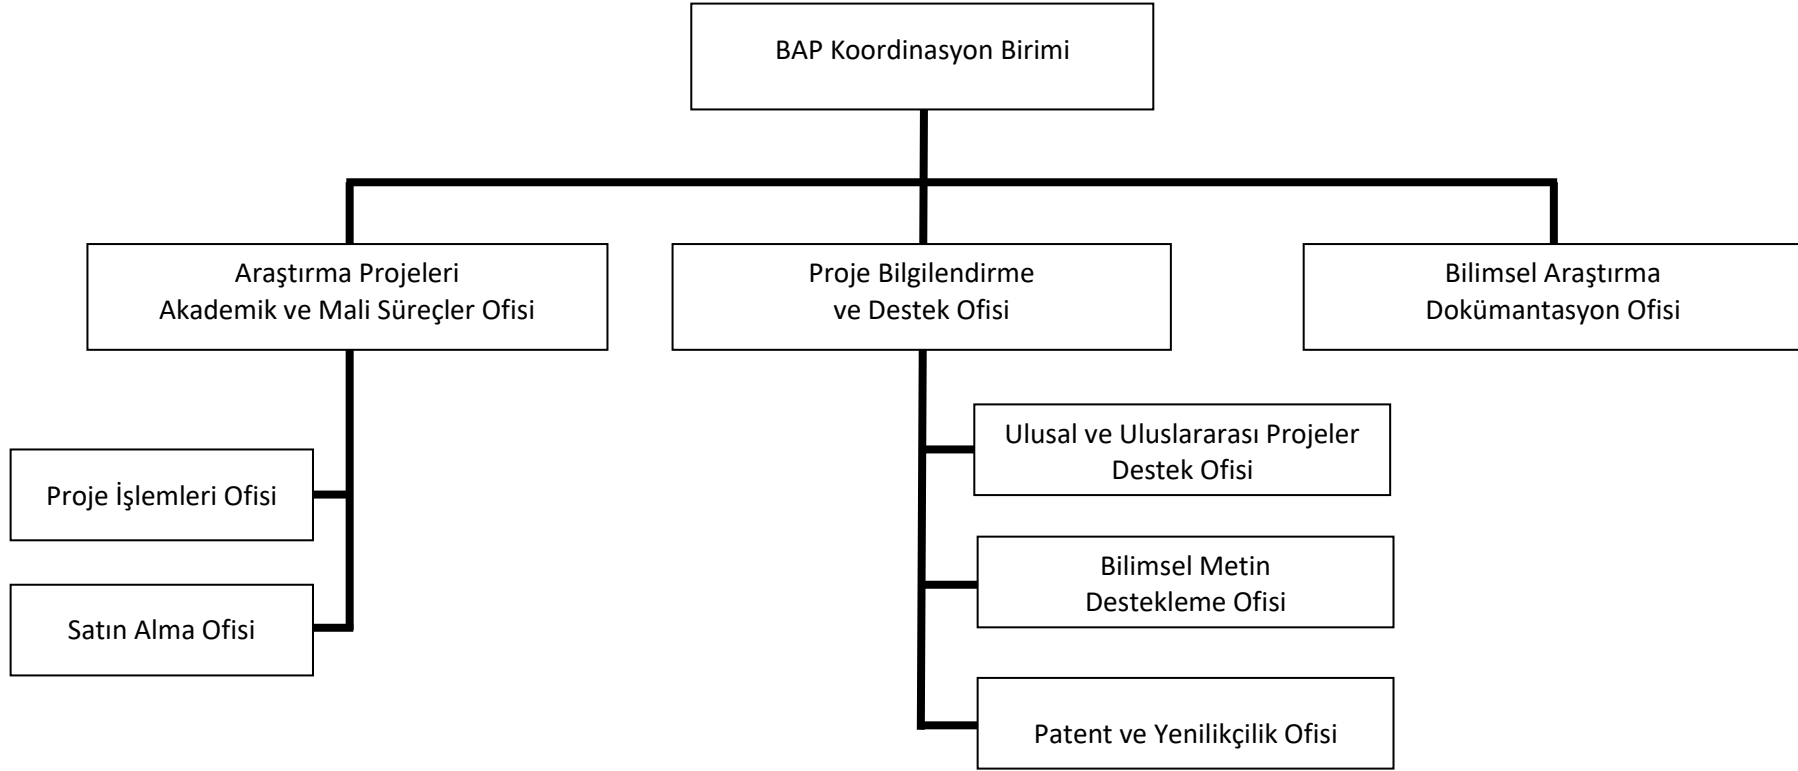 BAP Koordinasyon Birimi
Araştırma Projeleri
Akademik ve Mali Süreçler Ofisi
Proje Bilgilendirme
ve Destek Ofisi
Bilimsel Araştırma
Dokümantasyon Ofisi
Proje İşlemleri Ofisi
Satın Alma Ofisi
Ulusal ve Uluslararası Projeler
Destek Ofisi
Bilimsel Metin
Destekleme Ofisi
Patent ve Yenilikçilik Ofisi